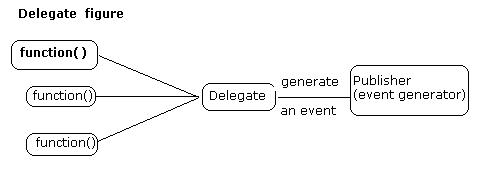 Delegate figure
function( )
function()
function()
Delegate
generate
an event
Publisher
(event generator)